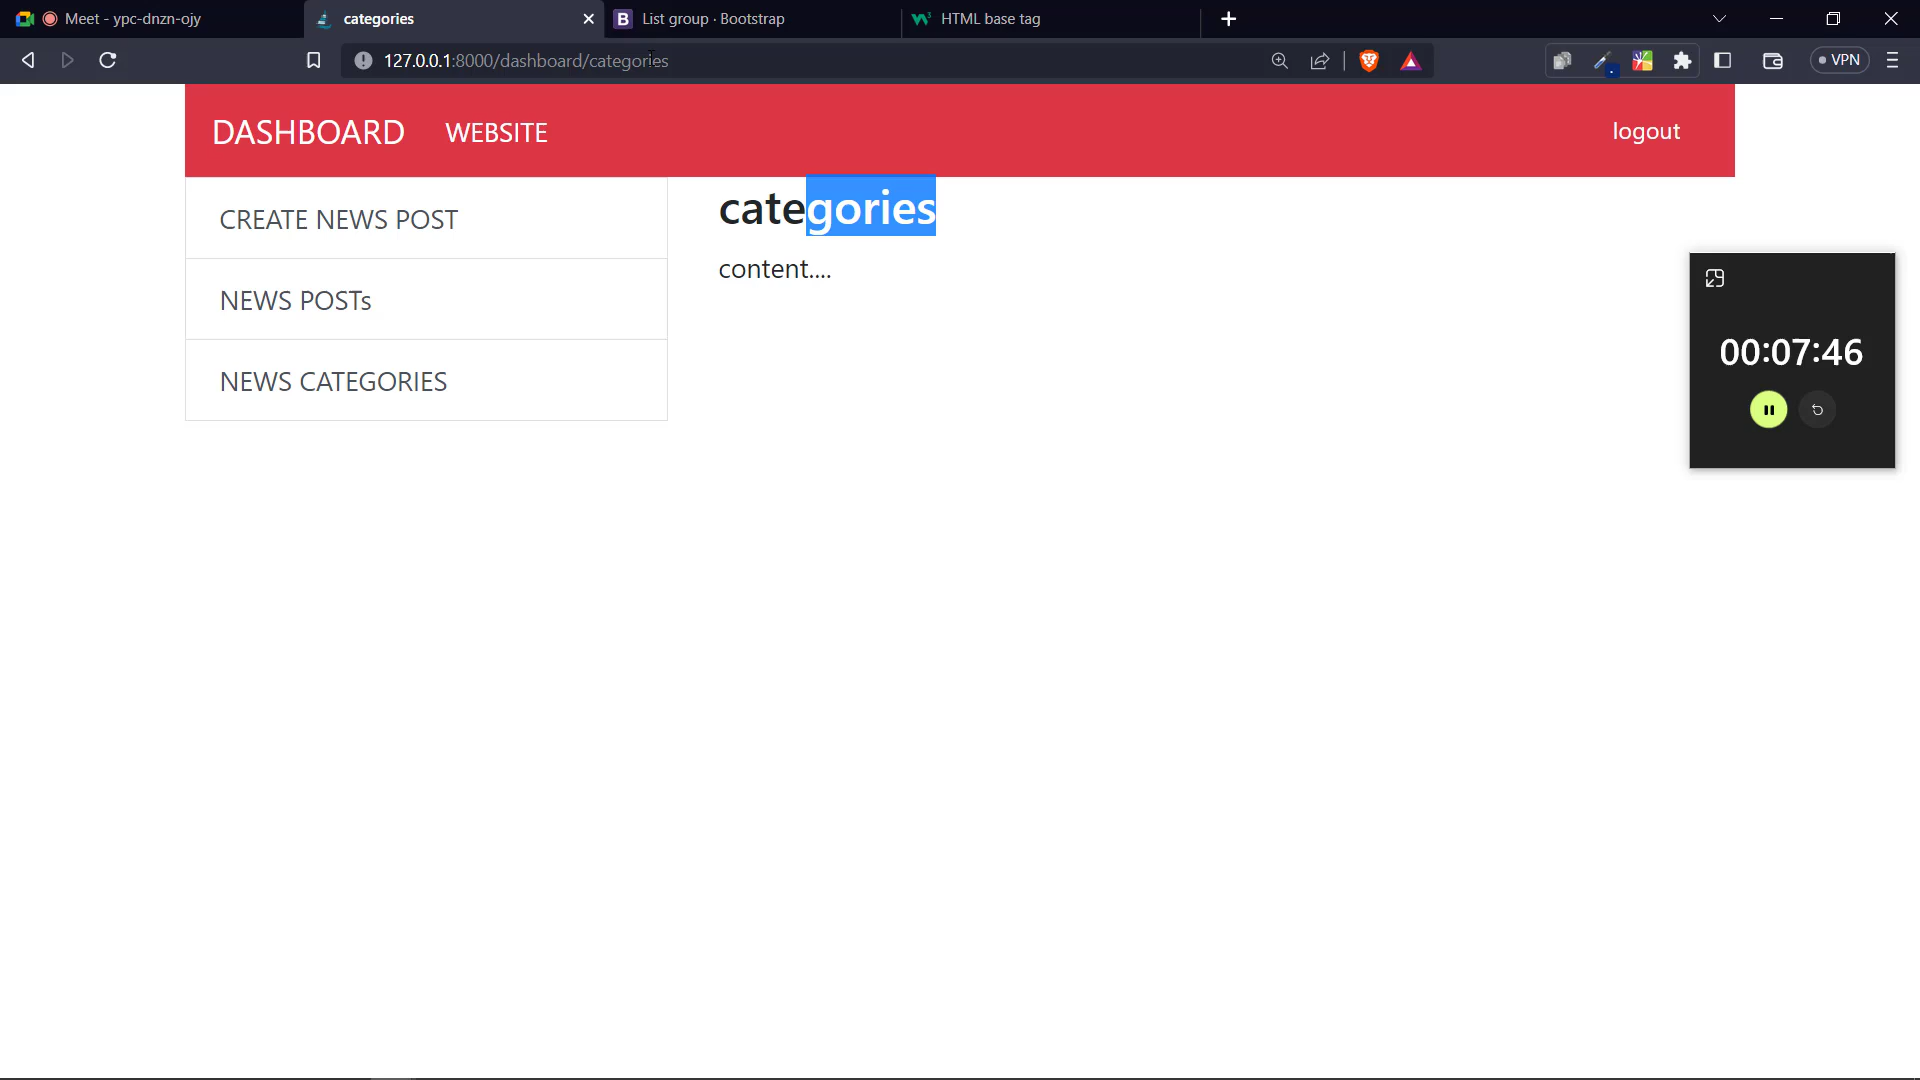 Meet - ypc-dnzn-ojy
categories
List group · Bootstrap
HTML base tag
127.0.0.1:8000/dashboard/categories
VPN
DASHBOARD WEBSITE logout
CREATE NEWS POST
NEWS POSTs
NEWS CATEGORIES
categories
content....
00:07:46